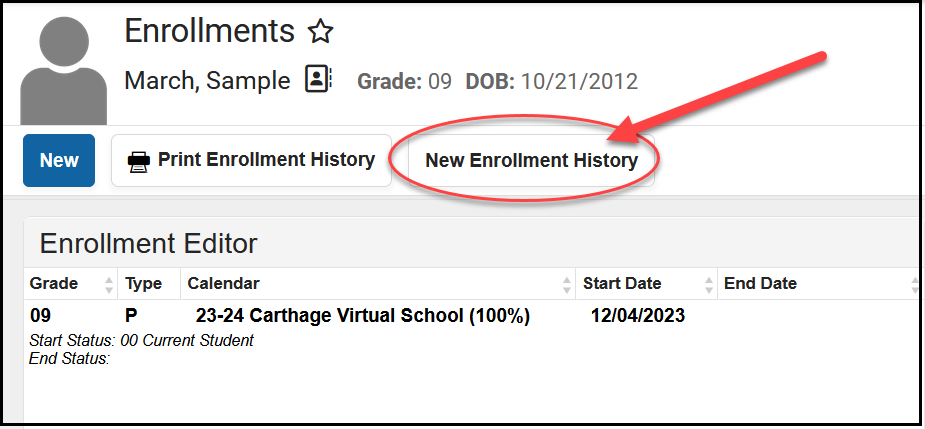 Enrollments
March, Sample Grade: 09 DOB: 10/21/2012
New Print Enrollment History New Enrollment History
Enrollment Editor
Grade Type Calendar Start Date End Date
09 P 23-24 Carthage Virtual School (100%) 12/04/2023
Start Status: 00 Current Student
End Status: